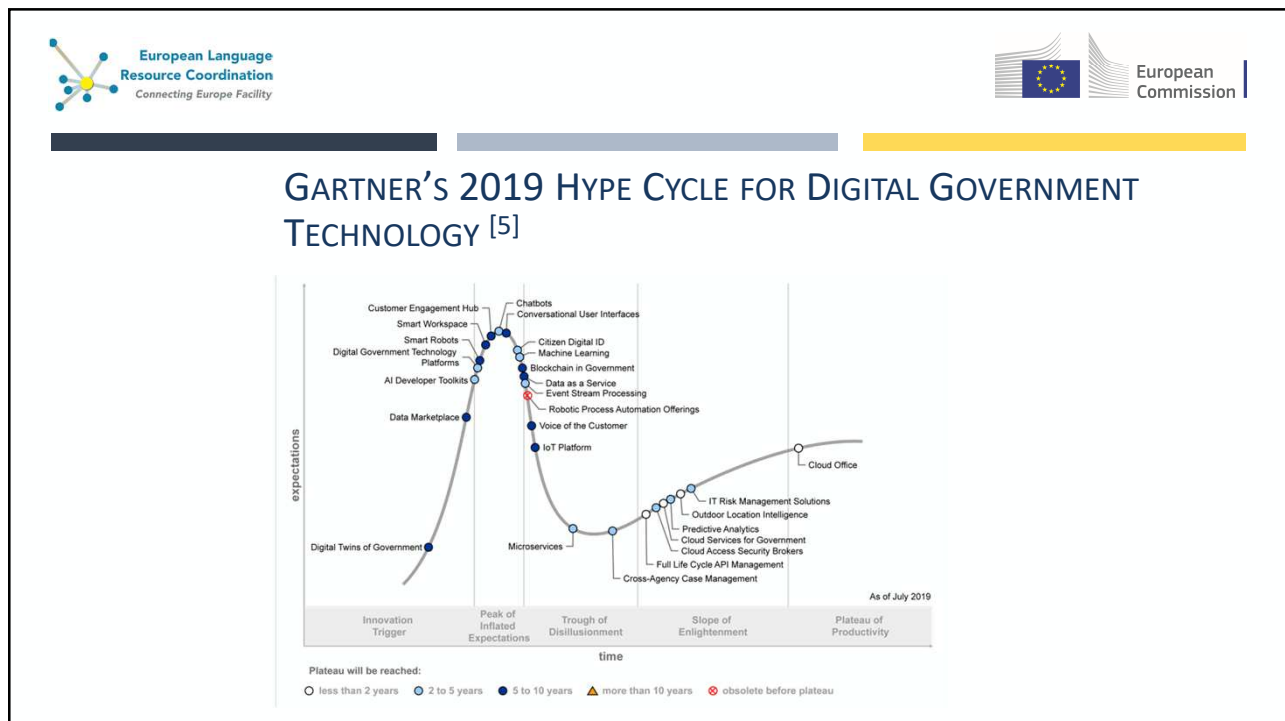 European Language
Resource Coordination
Connecting Europe Facility
European
Commission
GARTNER'S 2019 HYPE CYCLE FOR DIGITAL GOVERNMENT
TECHNOLOGY [5]
expectations
Customer Engagement Hub
Smart Workspace
Smart Robots
Digital Government Technology
Platforms
AI Developer Toolkits
Data Marketplace
Digital Twins of Government
Chatbots
Conversational User Interfaces
Citizen Digital ID
Machine Learning
Blockchain in Government
Data as a Service
Event Stream Processing
Robotic Process Automation Offerings
Voice of the Customer
IoT Platform
Microservices
Cloud Office
IT Risk Management Solutions
Outdoor Location Intelligence
Predictive Analytics
Cloud Services for Government
Cloud Access Security Brokers
Full Life Cycle API Management
Cross-Agency Case Management
As of July 2019
Innovation
Trigger
Peak of
Inflated
Expectations
Trough of
Disillusionment
Slope of
Enlightenment
Plateau of
Productivity
time
Plateau will be reached:
less than 2 years
2 to 5 years
5 to 10 years
more than 10 years
obsolete before plateau